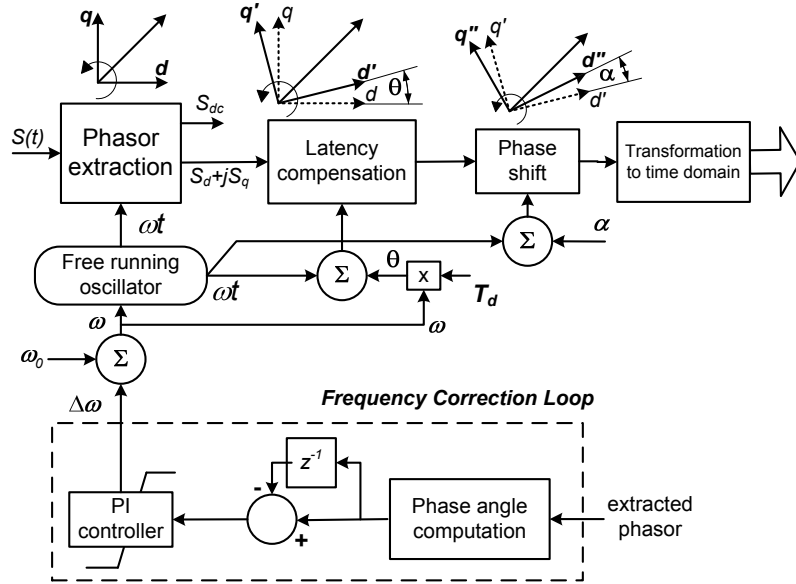 q
d
q'
q
d'
d
θ
q''
q'
d''
α
d'
S(t)
Phasor
extraction
S_dc
S_d+jS_q
Latency
compensation
Phase
shift
Transformation
to time domain
ωt
Free running
oscillator
ωt
Σ
θ
x
T_d
Σ
α
ω
ω
ω_0
Σ
Δω
Frequency Correction Loop
PI
controller
z^-1
-
+
Phase angle
computation
extracted
phasor